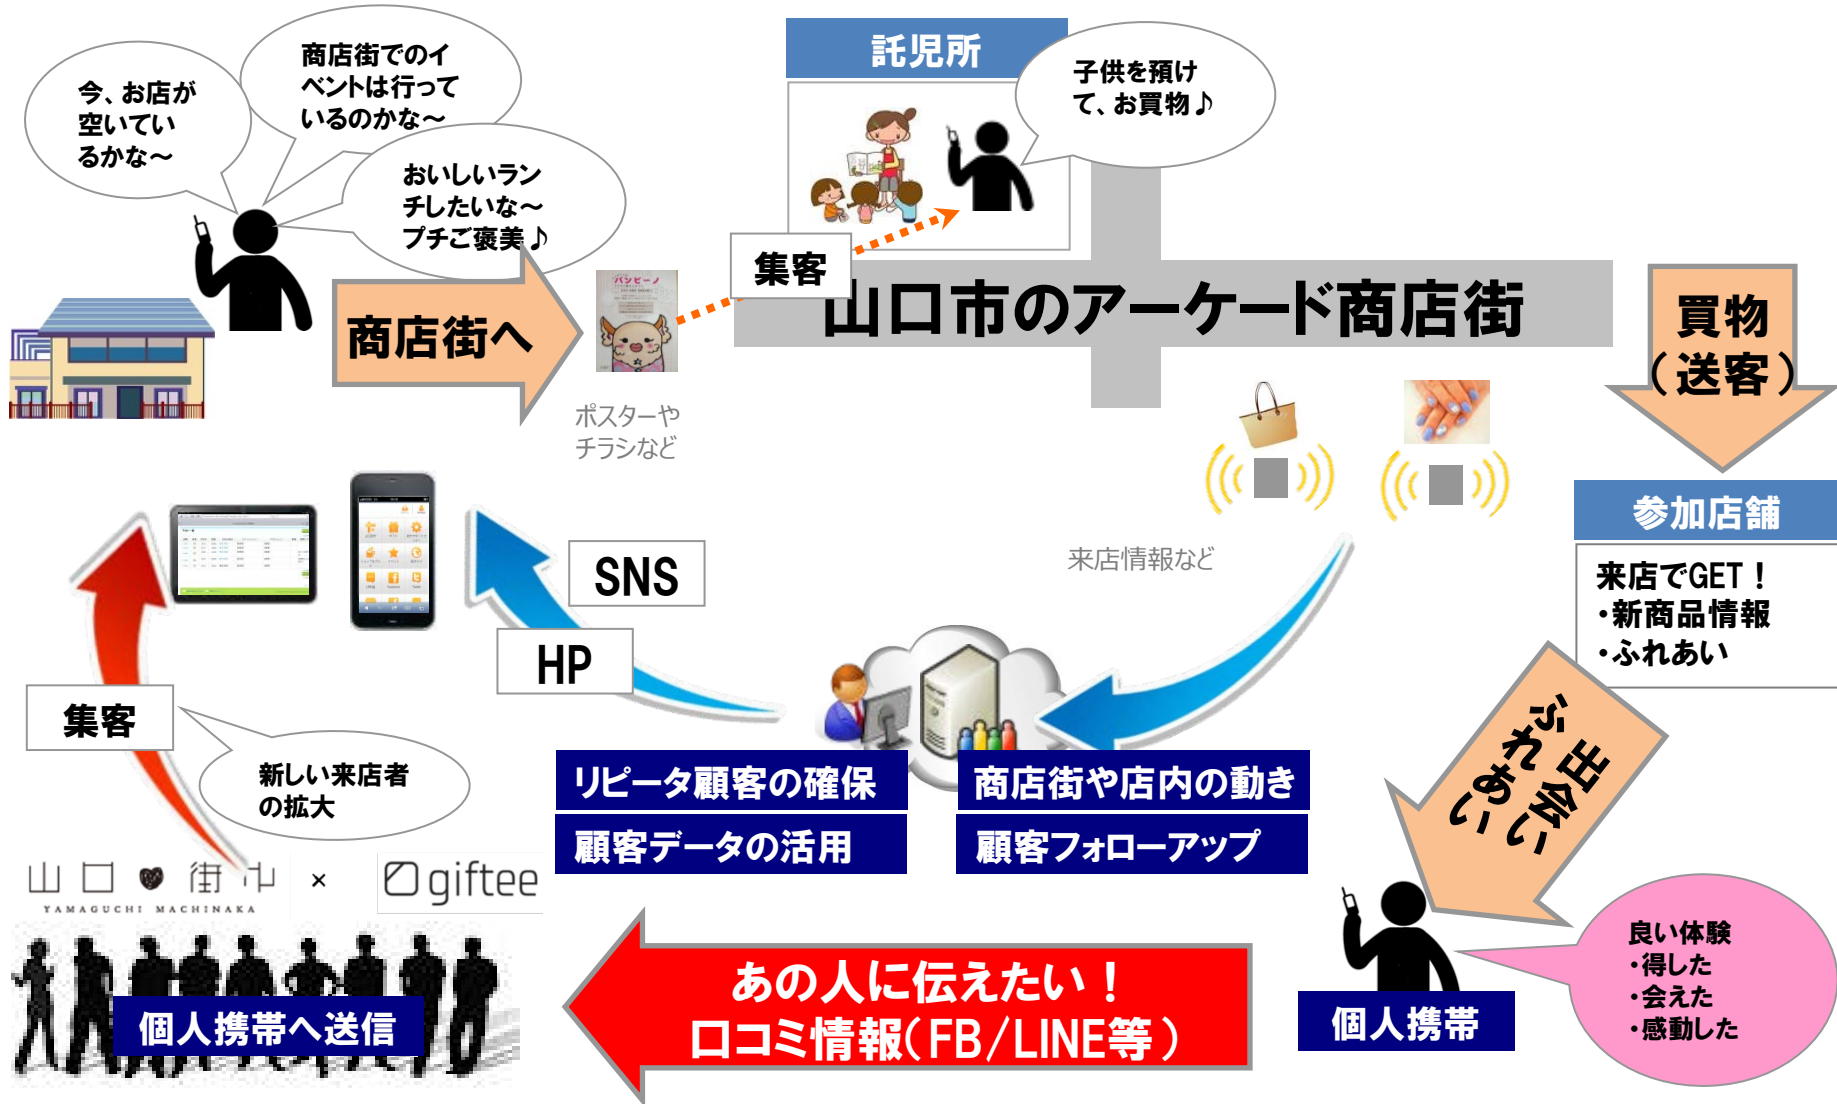 今、お店が
空いてい
るかな～
商店街でのイ
ベントは行って
いるのかな～
おいしいラン
チしたいな～
プチご褒美♪
託児所
子供を預け
て、お買物♪
集客
山口市のアーケード商店街
商店街へ
バンビーノ
ポスターや
チラシなど
買物
（送客）
参加店舗
来店でGET！
・新商品情報
・ふれあい
来店情報など
SNS
HP
集客
新しい来店者
の拡大
リピータ顧客の確保
商店街や店内の動き
顧客データの活用
顧客フォローアップ
出会い
ふれあい
山口♥街中
YAMAGUCHI MACHINAKA
×
giftee
個人携帯へ送信
あの人に伝えたい！
口コミ情報（FB/LINE等）
個人携帯
良い体験
・得した
・会えた
・感動した